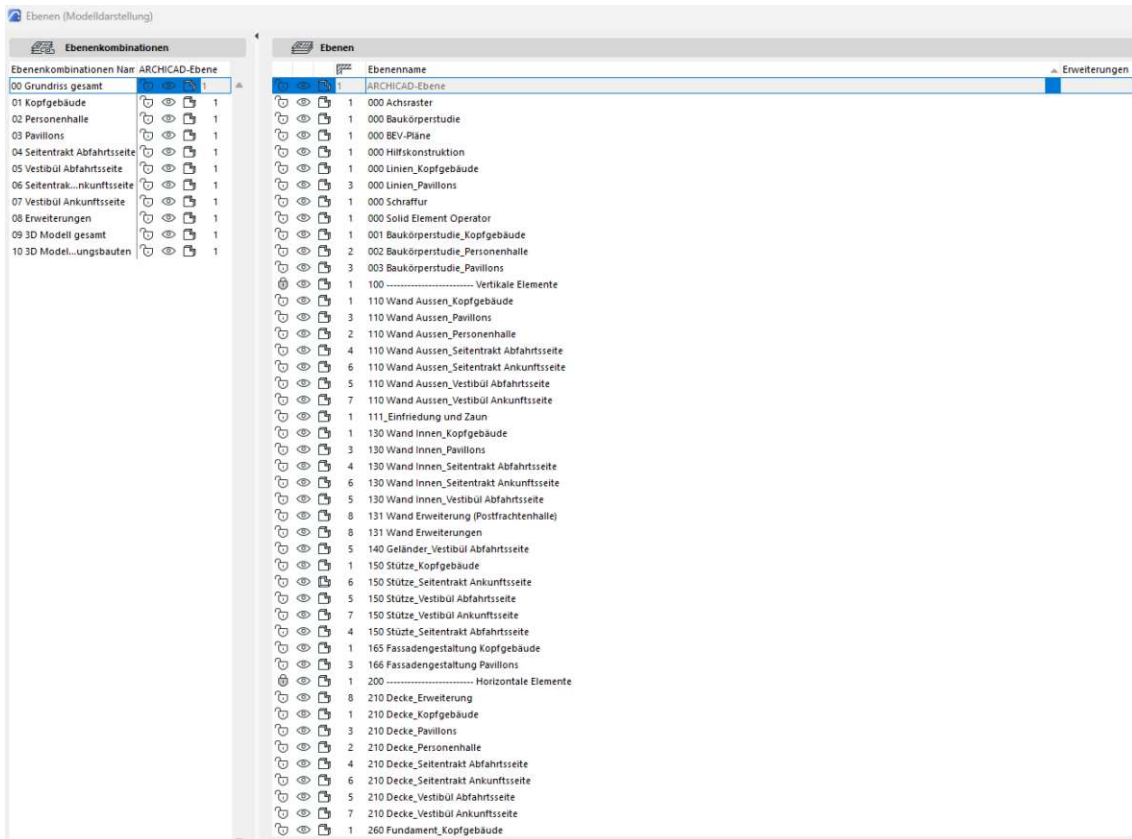 Ebenen (Modelldarstellung)
Ebenenkombinationen
Ebenenkombinationen Nam ARCHICAD-Ebene
00 Grundriss gesamt 1
01 Kopfgebäude 1
02 Personenhalle 1
03 Pavillons 1
04 Seitentrakt Abfahrtsseite 1
05 Vestibül Abfahrtsseite 1
06 Seitentrak...nkunftsseite 1
07 Vestibül Ankunftsseite 1
08 Erweiterungen 1
09 3D Modell gesamt 1
10 3D Model...ungsbauten 1
Ebenen
Ebenenname Erweiterungen
1 ARCHICAD-Ebene
1 000 Achsraster
1 000 Baukörperstudie
1 000 BEV-Pläne
1 000 Hilfskonstruktion
1 000 Linien_Kopfgebäude
3 000 Linien_Pavillons
1 000 Schraffur
1 000 Solid Element Operator
1 001 Baukörperstudie_Kopfgebäude
2 002 Baukörperstudie_Personenhalle
3 003 Baukörperstudie_Pavillons
1 100 ------------------------- Vertikale Elemente
1 110 Wand Aussen_Kopfgebäude
3 110 Wand Aussen_Pavillons
2 110 Wand Aussen_Personenhalle
4 110 Wand Aussen_Seitentrakt Abfahrtsseite
6 110 Wand Aussen_Seitentrakt Ankunftsseite
5 110 Wand Aussen_Vestibül Abfahrtsseite
7 110 Wand Aussen_Vestibül Ankunftsseite
1 111_Einfriedung und Zaun
1 130 Wand Innen_Kopfgebäude
3 130 Wand Innen_Pavillons
4 130 Wand Innen_Seitentrakt Abfahrtsseite
6 130 Wand Innen_Seitentrakt Ankunftsseite
5 130 Wand Innen_Vestibül Abfahrtsseite
8 131 Wand Erweiterung (Postfrachtenhalle)
8 131 Wand Erweiterungen
5 140 Geländer_Vestibül Abfahrtsseite
1 150 Stütze_Kopfgebäude
6 150 Stütze_Seitentrakt Ankunftsseite
5 150 Stütze_Vestibül Abfahrtsseite
7 150 Stütze_Vestibül Ankunftsseite
4 150 Stüzte_Seitentrakt Abfahrtsseite
1 165 Fassadengestaltung Kopfgebäude
3 166 Fassadengestaltung Pavillons
1 200 ------------------------- Horizontale Elemente
8 210 Decke_Erweiterung
1 210 Decke_Kopfgebäude
3 210 Decke_Pavillons
2 210 Decke_Personenhalle
4 210 Decke_Seitentrakt Abfahrtsseite
6 210 Decke_Seitentrakt Ankunftsseite
5 210 Decke_Vestibül Abfahrtsseite
7 210 Decke_Vestibül Ankunftsseite
1 260 Fundament_Kopfgebäude